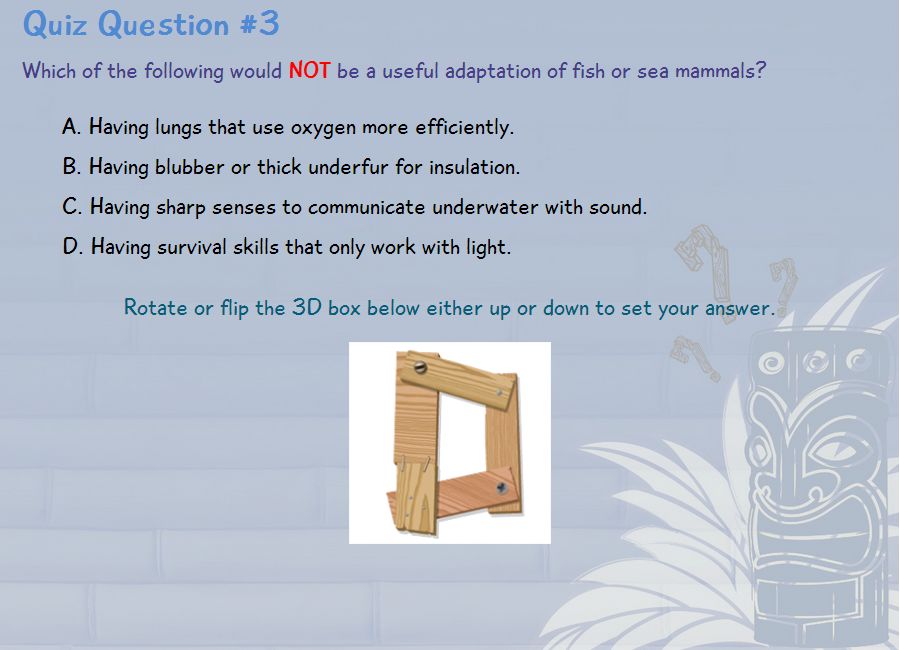 Quiz Question #3
Which of the following would NOT be a useful adaptation of fish or sea mammals?
A. Having lungs that use oxygen more efficiently.
B. Having blubber or thick underfur for insulation.
C. Having sharp senses to communicate underwater with sound.
D. Having survival skills that only work with light.
Rotate or flip the 3D box below either up or down to set your answer.
? ? ?
D